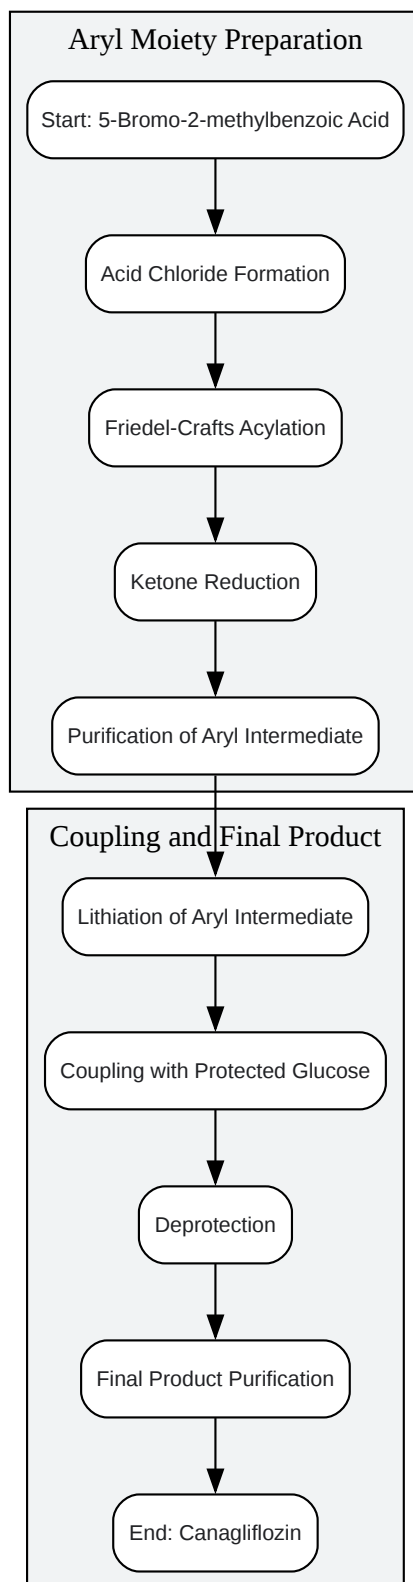 Aryl Moiety Preparation
Start: 5-Bromo-2-methylbenzoic Acid
Acid Chloride Formation
Friedel-Crafts Acylation
Ketone Reduction
Purification of Aryl Intermediate
Coupling and Final Product
Lithiation of Aryl Intermediate
Coupling with Protected Glucose
Deprotection
Final Product Purification
End: Canagliflozin